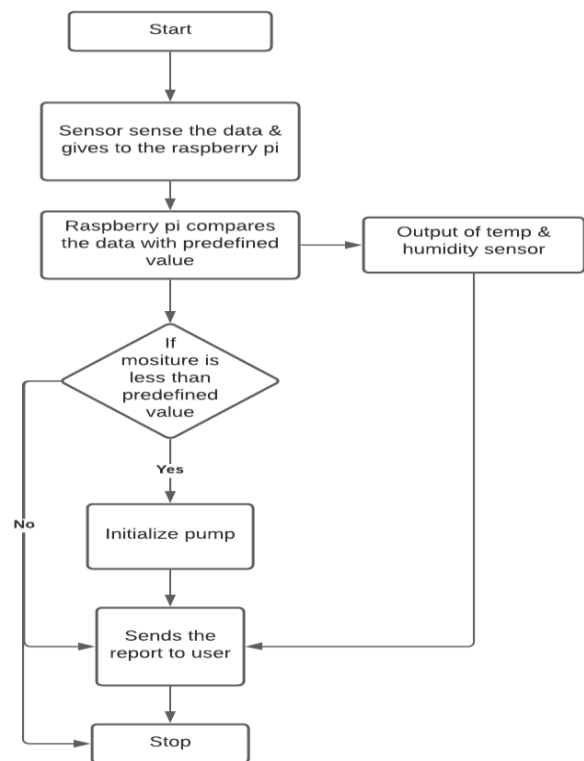 Start
Sensor sense the data &
gives to the raspberry pi
Raspberry pi compares
the data with predefined
value
Output of temp &
humidity sensor
If
mositure is
less than
predefined
value
Yes
No
Initialize pump
Sends the
report to user
Stop